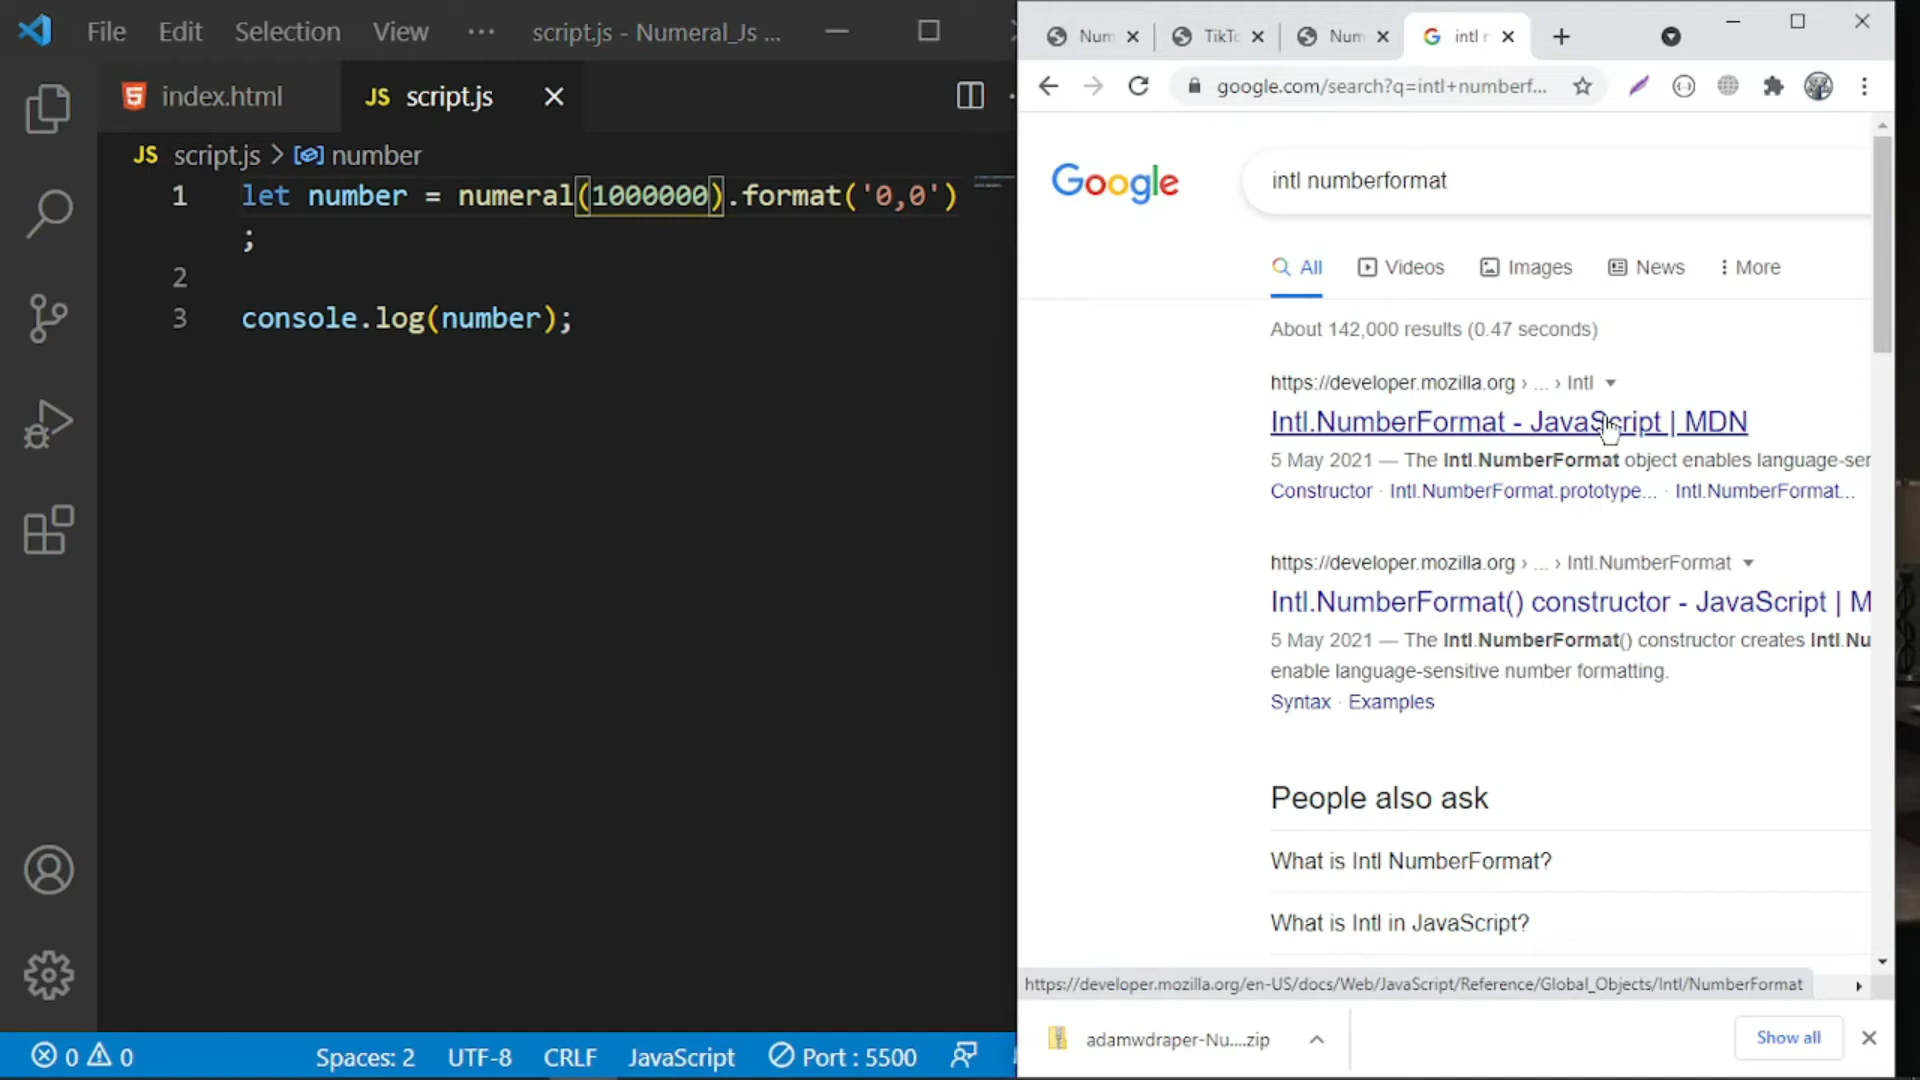 File Edit Selection View ··· script.js - Numeral_Js ...
index.html
JS script.js
JS script.js > number
1 let number = numeral(1000000).format('0,0')
;
2
3 console.log(number);
0 0 Spaces: 2 UTF-8 CRLF JavaScript Port : 5500
Num TikTo Num intl n
google.com/search?q=intl+numberf...
Google
intl numberformat
All Videos Images News More
About 142,000 results (0.47 seconds)
https://developer.mozilla.org › ... › Intl
Intl.NumberFormat - JavaScript | MDN
5 May 2021 — The Intl.NumberFormat object enables language-ser
Constructor · Intl.NumberFormat.prototype... · Intl.NumberFormat...
https://developer.mozilla.org › ... › Intl.NumberFormat
Intl.NumberFormat() constructor - JavaScript | M
5 May 2021 — The Intl.NumberFormat() constructor creates Intl.Nu
enable language-sensitive number formatting.
Syntax · Examples
People also ask
What is Intl NumberFormat?
What is Intl in JavaScript?
https://developer.mozilla.org/en-US/docs/Web/JavaScript/Reference/Global_Objects/Intl/NumberFormat
adamwdraper-Nu....zip
Show all